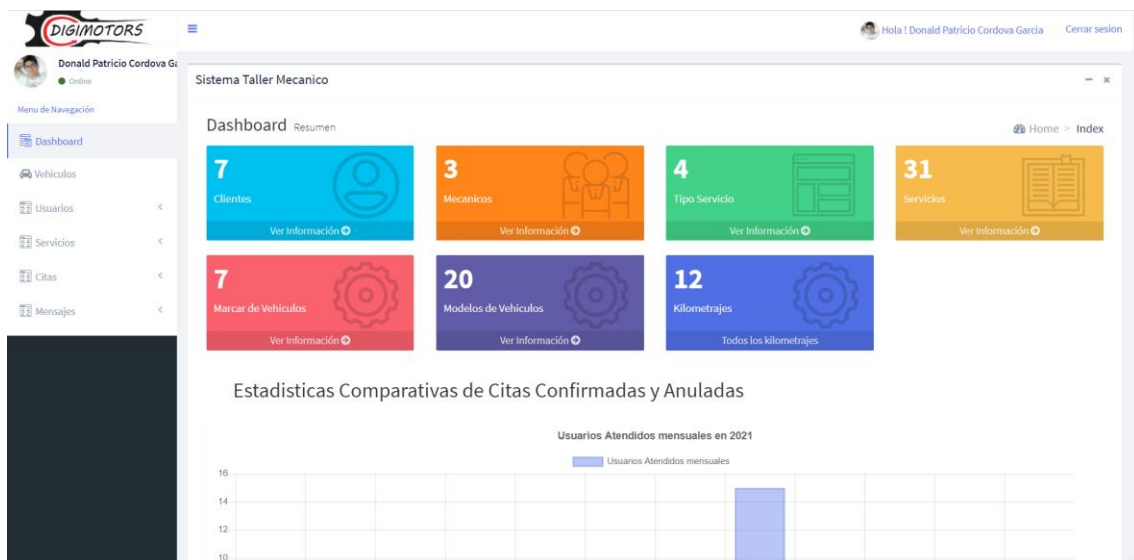 DIGIMOTORS
Hola ! Donald Patricio Cordova Garcia
Cerrar sesion
Donald Patricio Cordova Ga
Online
Menu de Navegación
Dashboard
Vehiculos
Usuarios
Servicios
Citas
Mensajes
Sistema Taller Mecanico
Dashboard Resumen
Home > Index
7
Clientes
Ver Información
3
Mecanicos
Ver Información
4
Tipo Servicio
Ver Información
31
Servicios
Ver Información
7
Marcar de Vehiculos
Ver Información
20
Modelos de Vehiculos
Ver Información
12
Kilometrajes
Todos los kilometrajes
Estadisticas Comparativas de Citas Confirmadas y Anuladas
Usuarios Atendidos mensuales en 2021
Usuarios Atendidos mensuales
16
14
12
10